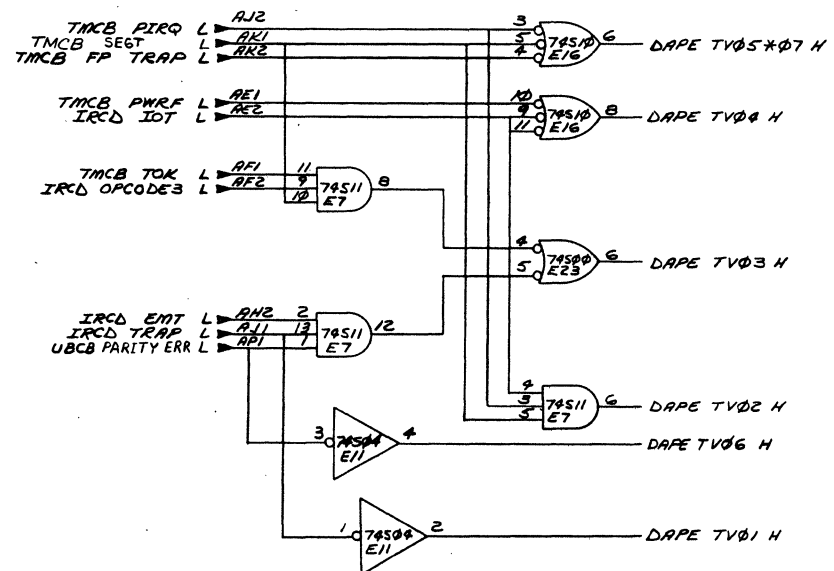 TMCB PIRQ L AJ2 3
TMCB SEGT L AK1 5 74S10 6 DAPE TVØ5*Ø7 H
TMCB FP TRAP L AK2 4 E16
TMCB PWRF L AE1 1Ø
IRCD IOT L AE2 9 74S10 8 DAPE TVØ4 H
11 E16
TMCB TOK L AF1 11
IRCD OPCODE3 L AF2 9 74S11 8
1Ø E7
4 74S00 6 DAPE TVØ3 H
5 E23
IRCD EMT L AH2 2
IRCD TRAP L AJ1 13 74S11 12
UBCB PARITY ERR L AP1 1 E7
4
3 74S11 6 DAPE TVØ2 H
5 E7
3 74SØ4 4 DAPE TVØ6 H
E11
1 74SØ4 2 DAPE TVØ1 H
E11